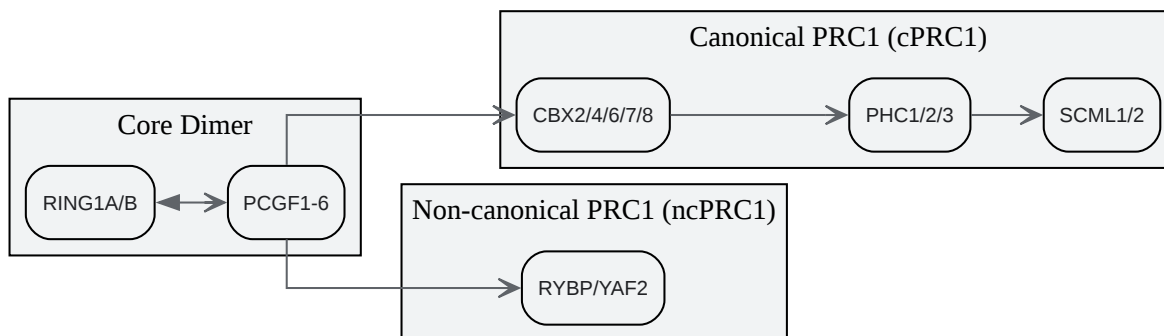 Canonical PRC1 (cPRC1)
CBX2/4/6/7/8
PHC1/2/3
SCML1/2
Core Dimer
RING1A/B
PCGF1-6
Non-canonical PRC1 (ncPRC1)
RYBP/YAF2